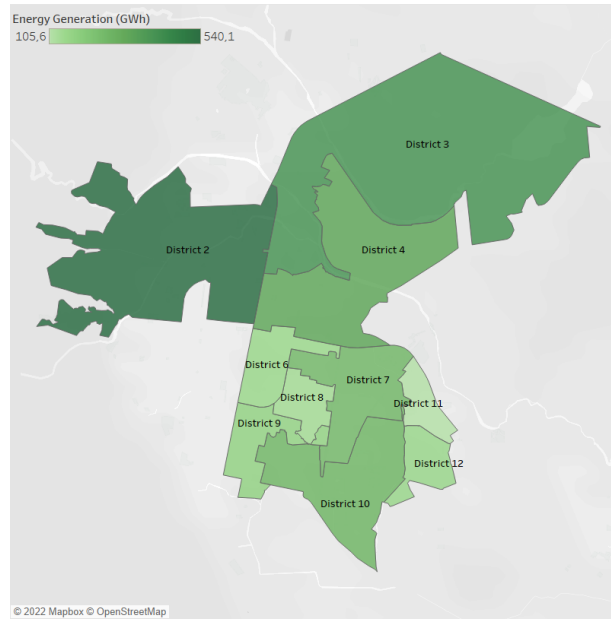 Energy Generation (GWh)
105,6 540,1
District 3
District 2
District 4
District 6
District 7
District 8
District 11
District 9
District 12
District 10
© 2022 Mapbox © OpenStreetMap